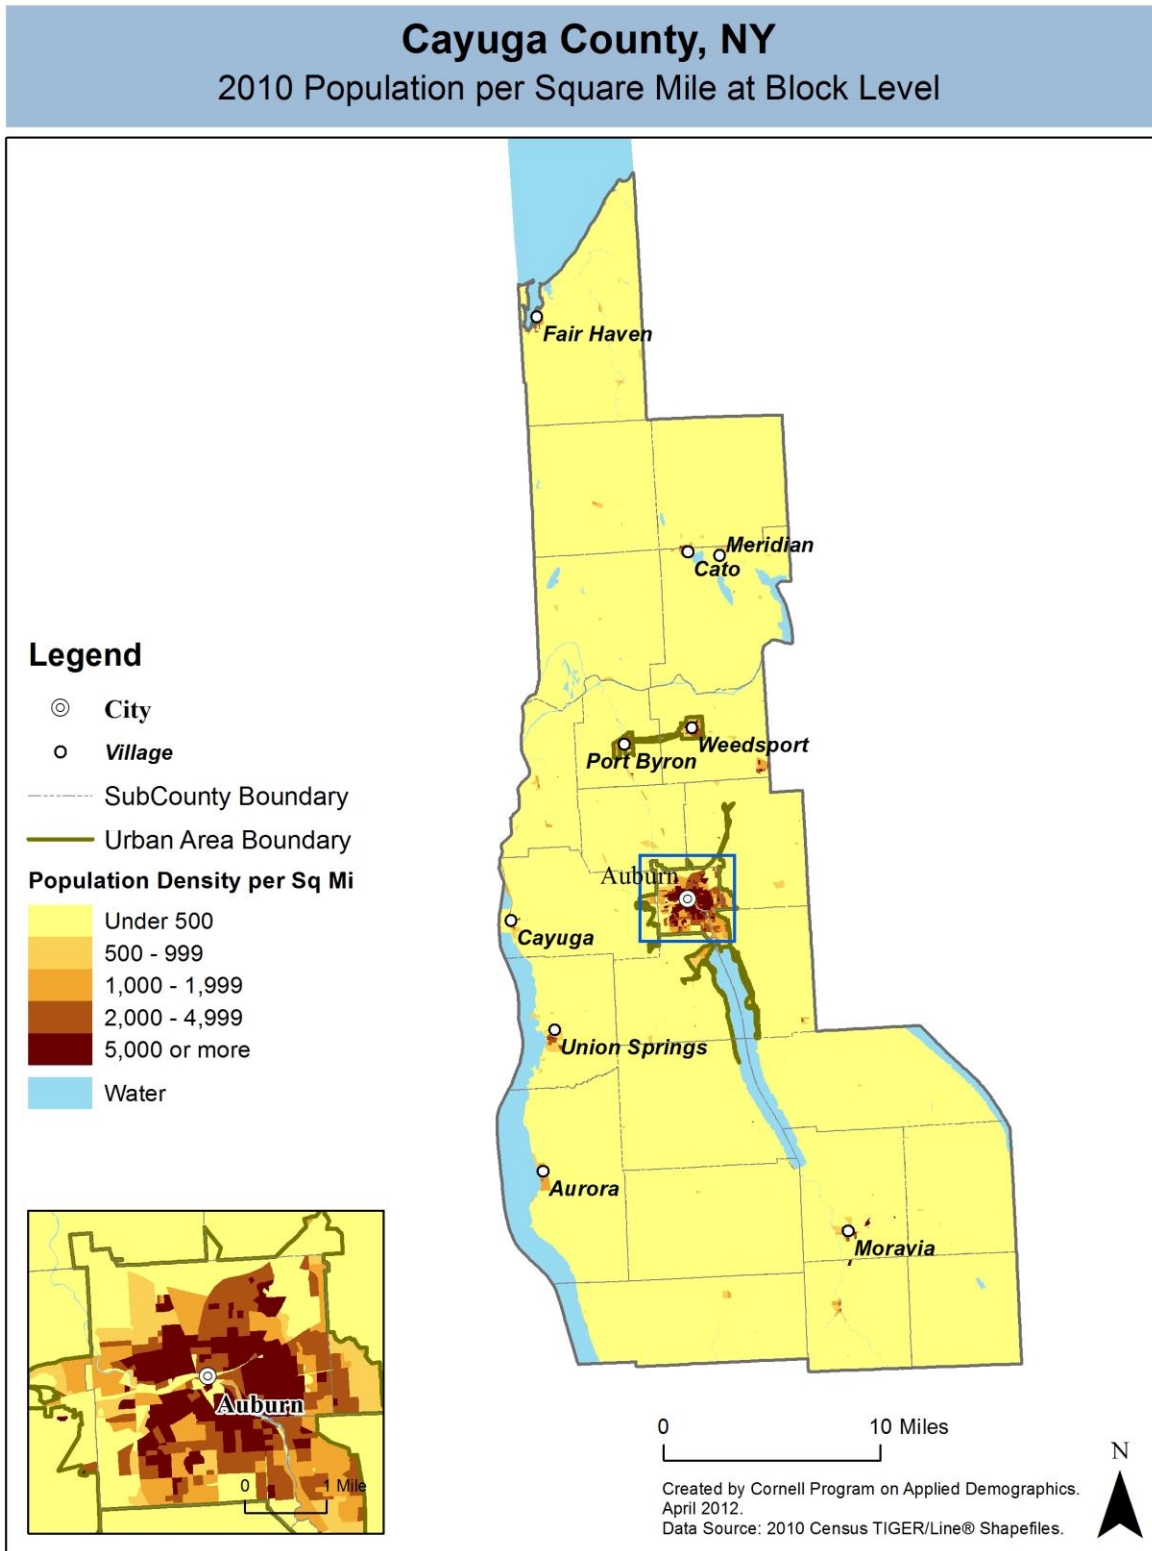 Cayuga County, NY
2010 Population per Square Mile at Block Level
Fair Haven
Meridian
Cato
Weedsport
Port Byron
Auburn
Cayuga
Union Springs
Aurora
Moravia
Legend
City
Village
SubCounty Boundary
Urban Area Boundary
Population Density per Sq Mi
Under 500
500 - 999
1,000 - 1,999
2,000 - 4,999
5,000 or more
Water
Auburn
0 1 Mile
0 10 Miles
N
Created by Cornell Program on Applied Demographics.
April 2012.
Data Source: 2010 Census TIGER/Line® Shapefiles.